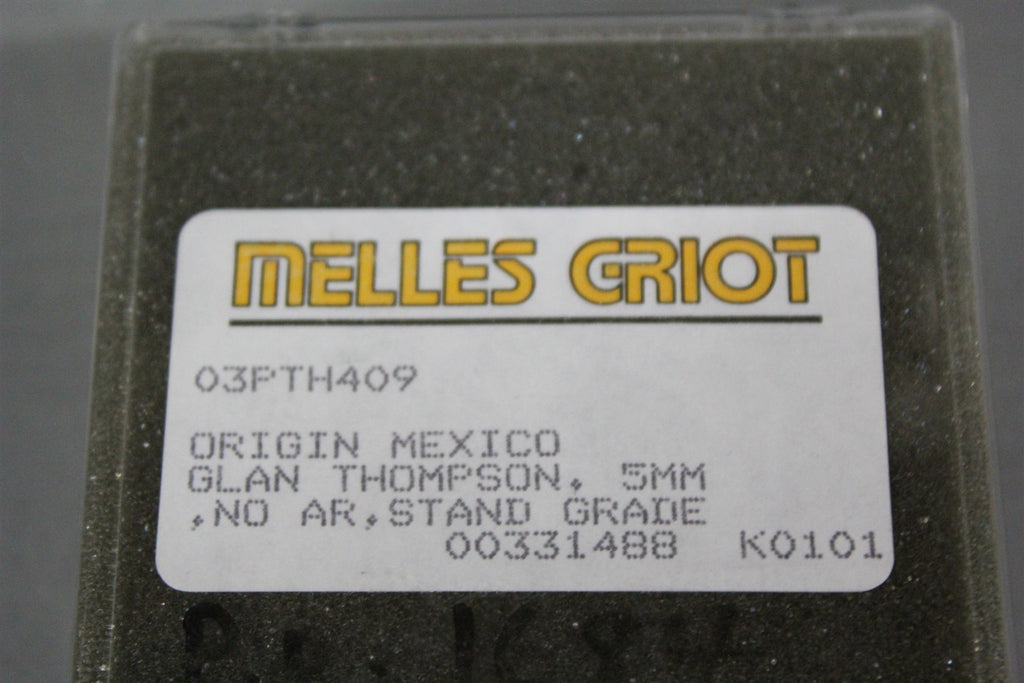 MELLES GRIOT
03PTH409
ORIGIN MEXICO
GLAN THOMPSON, 5MM
,NO AR,STAND GRADE
00331488 K0101